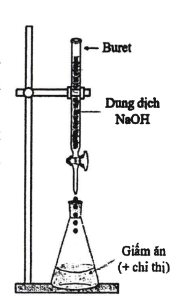 Buret
Dung dịch
NaOH
Giấm ăn
(+ chỉ thị)